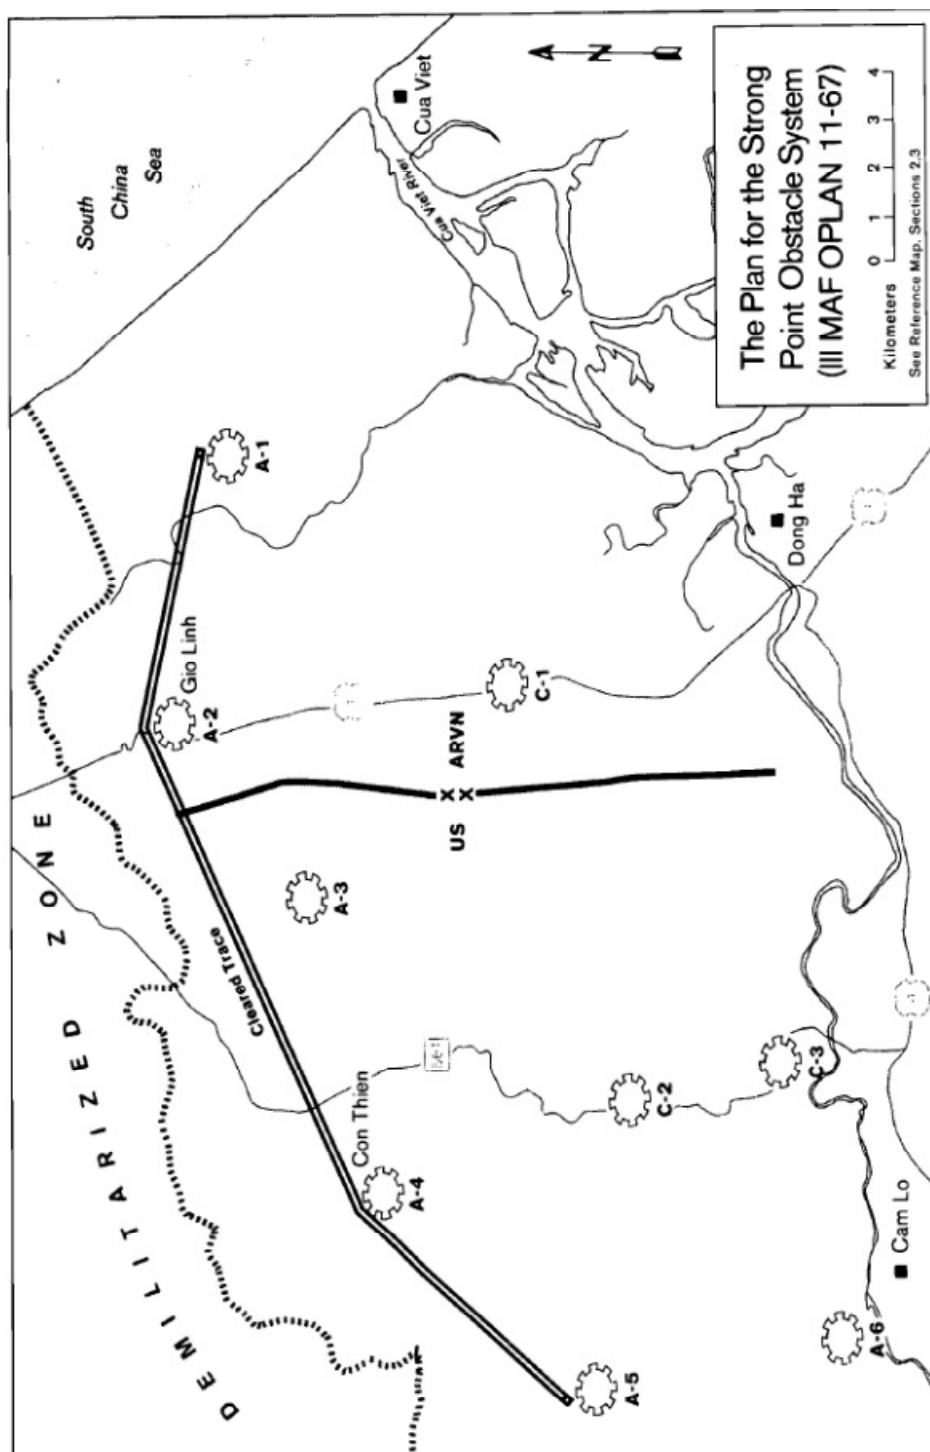 DEMILITARIZED ZONE
South
China
Sea
Cua Viet
Cua Viet River
N
A-1
Gio Linh
A-2
Cleared Trace
A-3
US
XX
ARVN
C-1
Con Thien
A-4
C-2
C-3
A-5
A-6
Cam Lo
Dong Ha
The Plan for the Strong
Point Obstacle System
(III MAF OPLAN 11-67)
Kilometers 0 1 2 3 4
See Reference Map, Sections 2,3